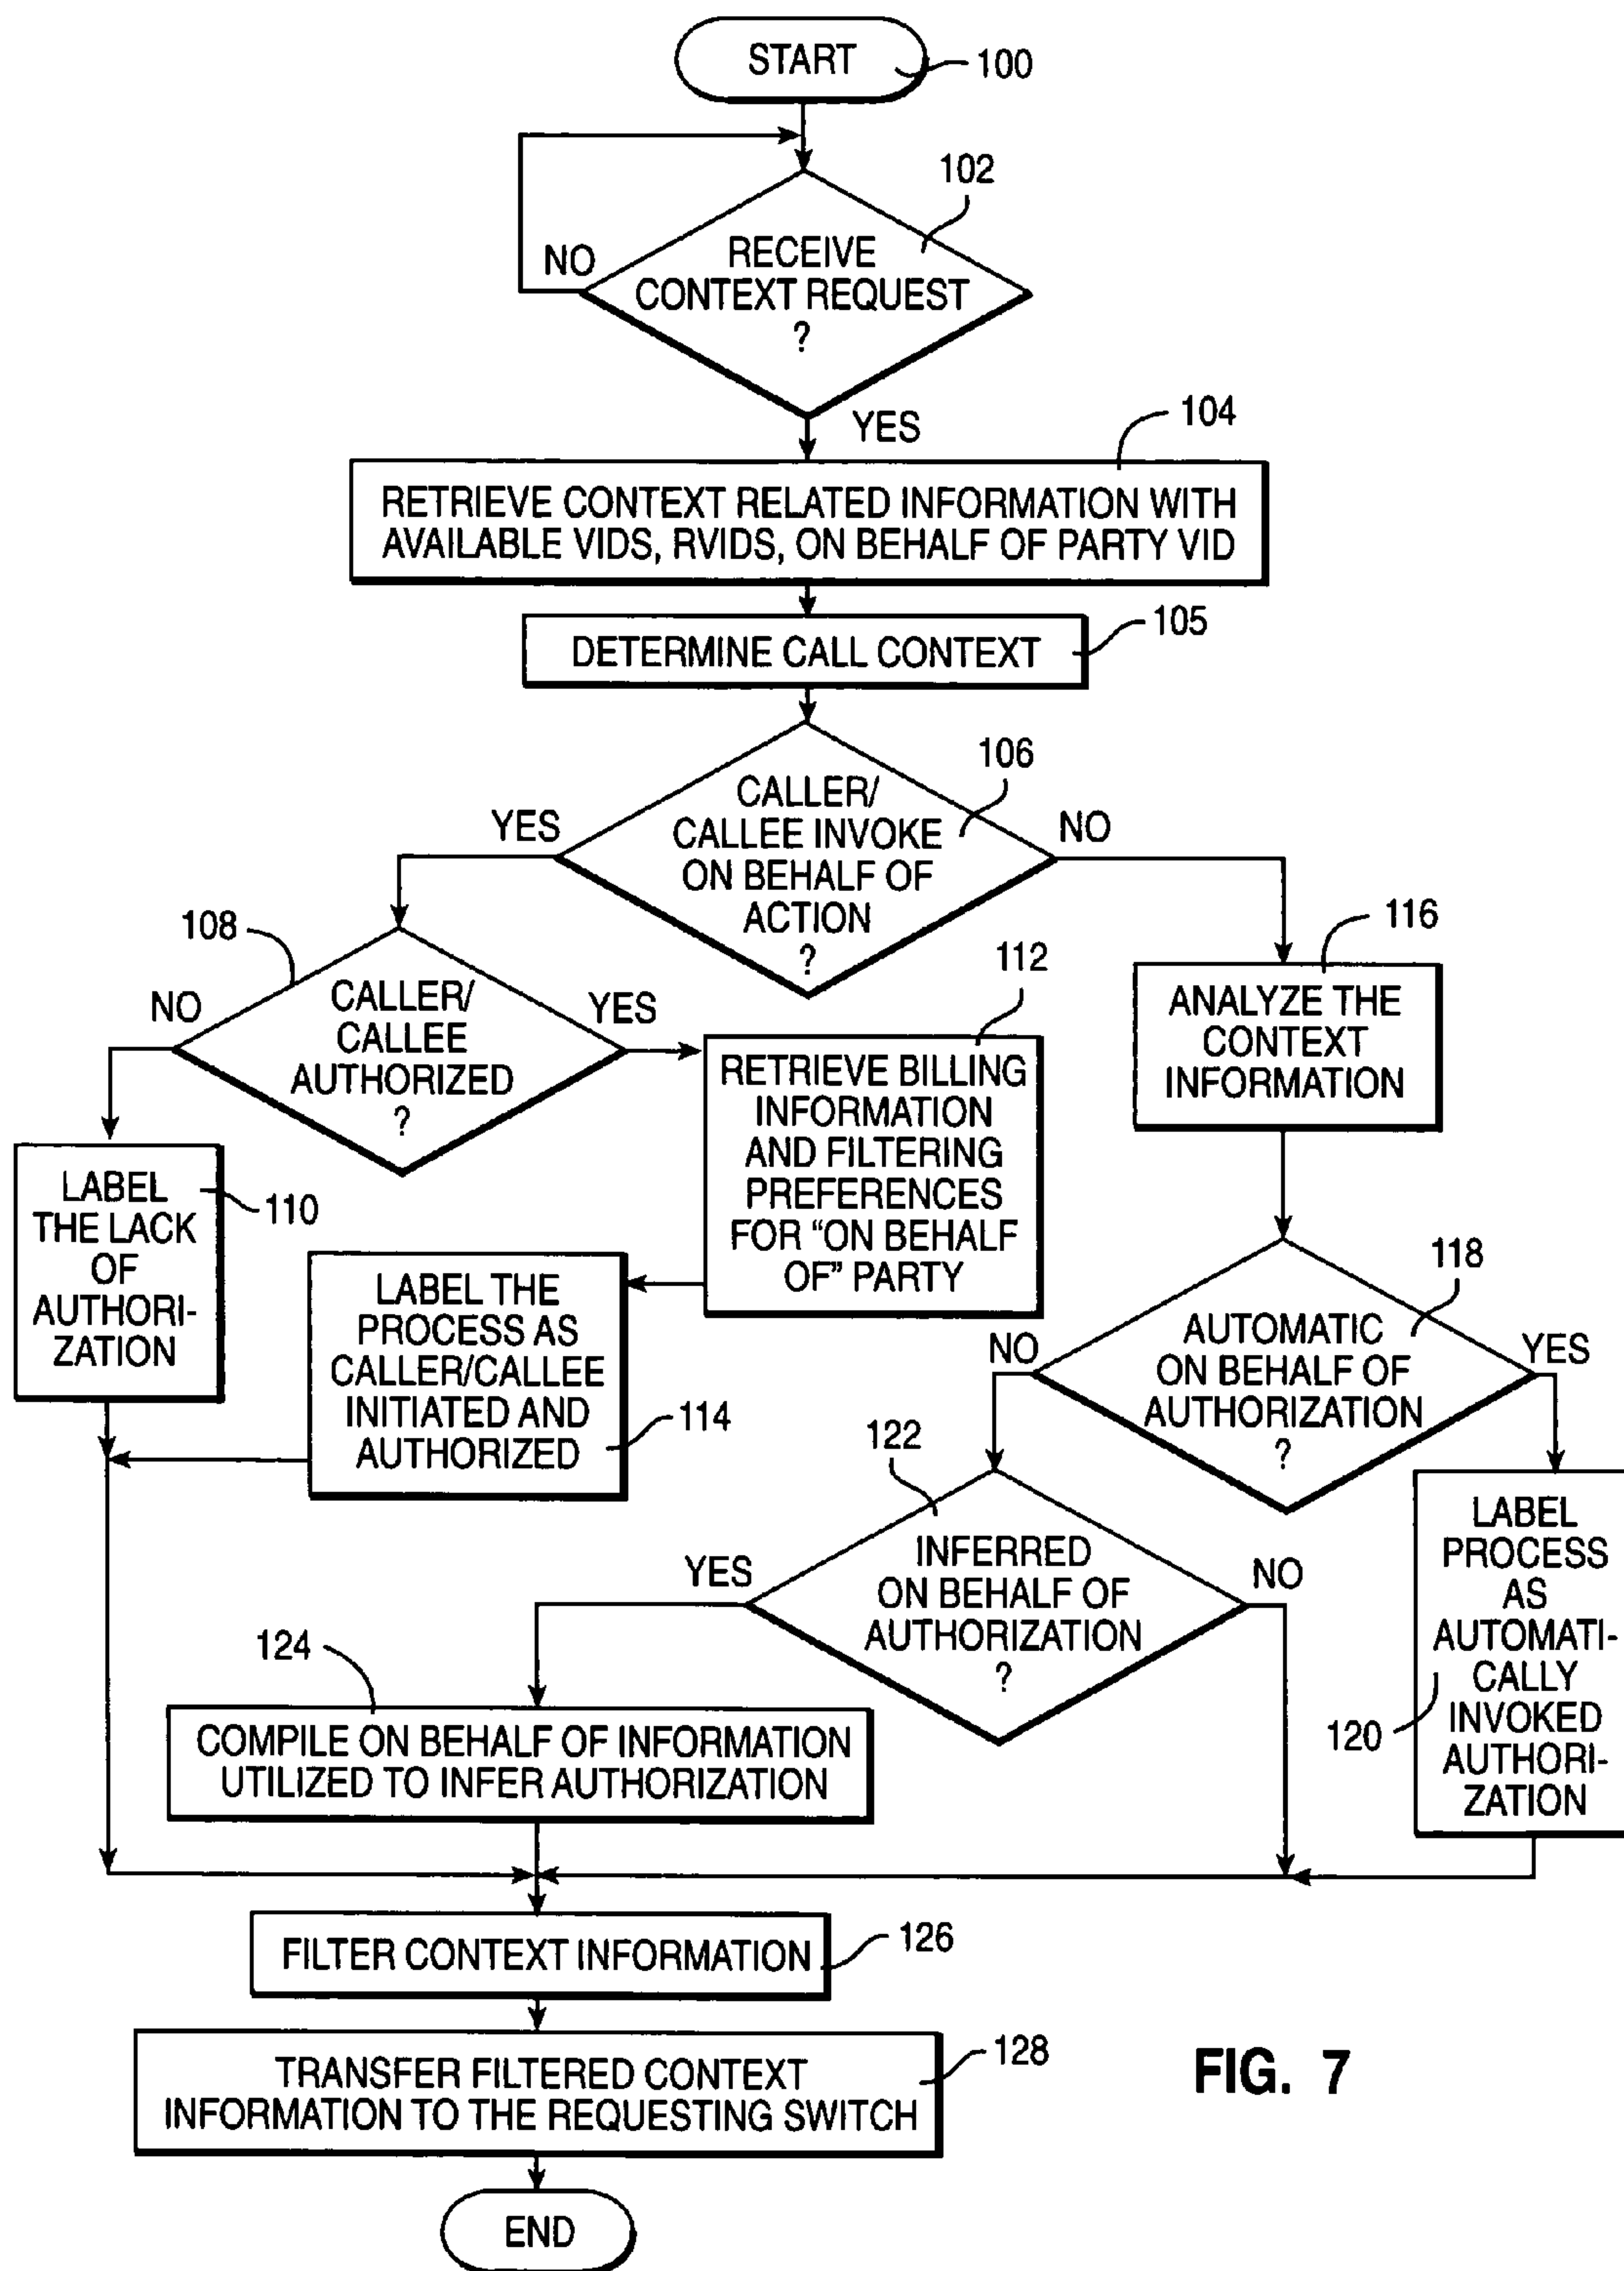 START
100
102
RECEIVE
CONTEXT REQUEST
?
NO
YES
104
RETRIEVE CONTEXT RELATED INFORMATION WITH
AVAILABLE VIDS, RVIDS, ON BEHALF OF PARTY VID
105
DETERMINE CALL CONTEXT
106
CALLER/
CALLEE INVOKE
ON BEHALF OF
ACTION
?
YES
NO
108
CALLER/
CALLEE
AUTHORIZED
?
NO
YES
112
RETRIEVE BILLING
INFORMATION
AND FILTERING
PREFERENCES
FOR “ON BEHALF
OF” PARTY
116
ANALYZE THE
CONTEXT
INFORMATION
LABEL
THE LACK
OF
AUTHORI-
ZATION
110
LABEL THE
PROCESS AS
CALLER/CALLEE
INITIATED AND
AUTHORIZED
114
118
AUTOMATIC
ON BEHALF OF
AUTHORIZATION
?
NO
YES
122
INFERRED
ON BEHALF OF
AUTHORIZATION
?
YES
NO
LABEL
PROCESS
AS
AUTOMATI-
CALLY
INVOKED
AUTHORI-
ZATION
120
124
COMPILE ON BEHALF OF INFORMATION
UTILIZED TO INFER AUTHORIZATION
FILTER CONTEXT INFORMATION
126
TRANSFER FILTERED CONTEXT
INFORMATION TO THE REQUESTING SWITCH
128
END
FIG. 7